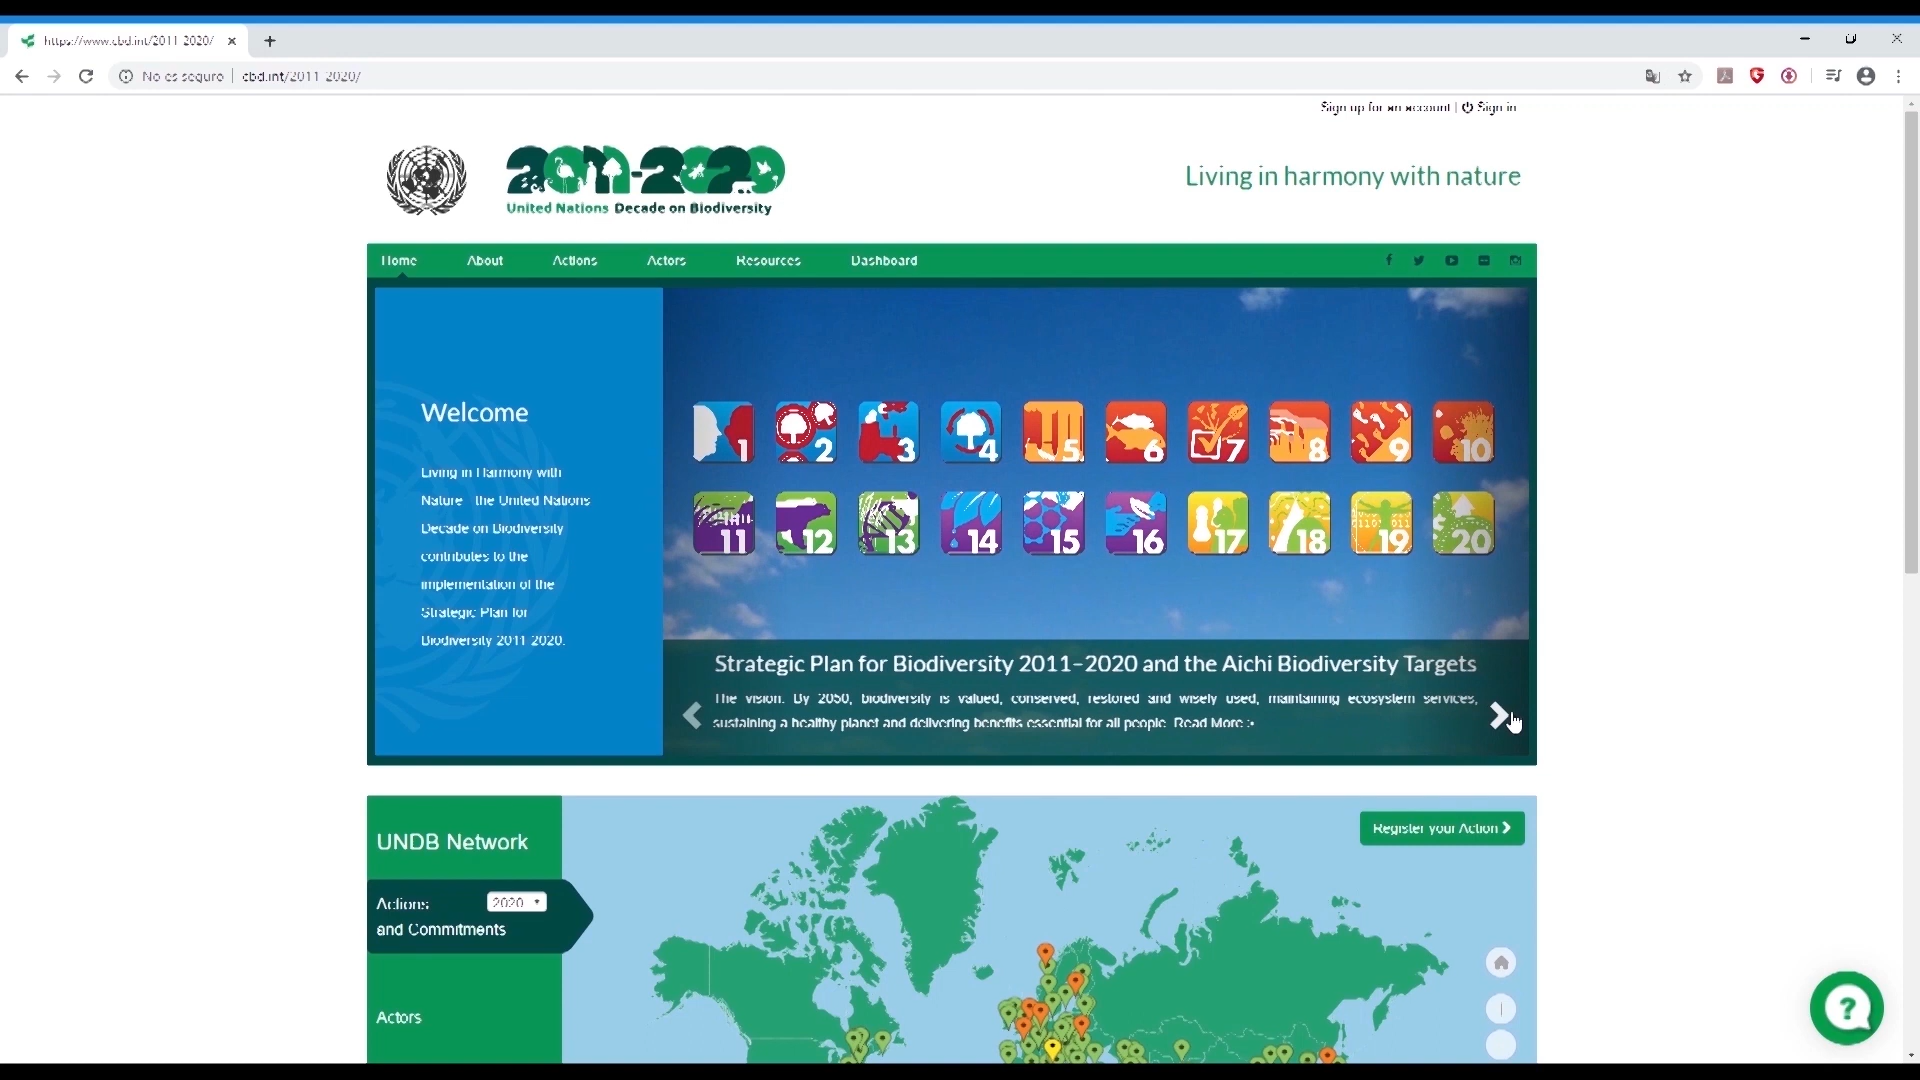 https://www.cbd.int/2011-2020/
No es seguro | cbd.int/2011-2020/
Sign up for an account | Sign in
2011-2020
United Nations Decade on Biodiversity
Living in harmony with nature
Home About Actions Actors Resources Dashboard
Welcome
Living in Harmony with
Nature - the United Nations
Decade on Biodiversity
contributes to the
implementation of the
Strategic Plan for
Biodiversity 2011-2020.
1 2 3 4 5 6 7 8 9 10
11 12 13 14 15 16 17 18 19 20
Strategic Plan for Biodiversity 2011–2020 and the Aichi Biodiversity Targets
The vision: By 2050, biodiversity is valued, conserved, restored and wisely used, maintaining ecosystem services,
sustaining a healthy planet and delivering benefits essential for all people. Read More :-
UNDB Network
Register your Action
Actions 2020
and Commitments
Actors